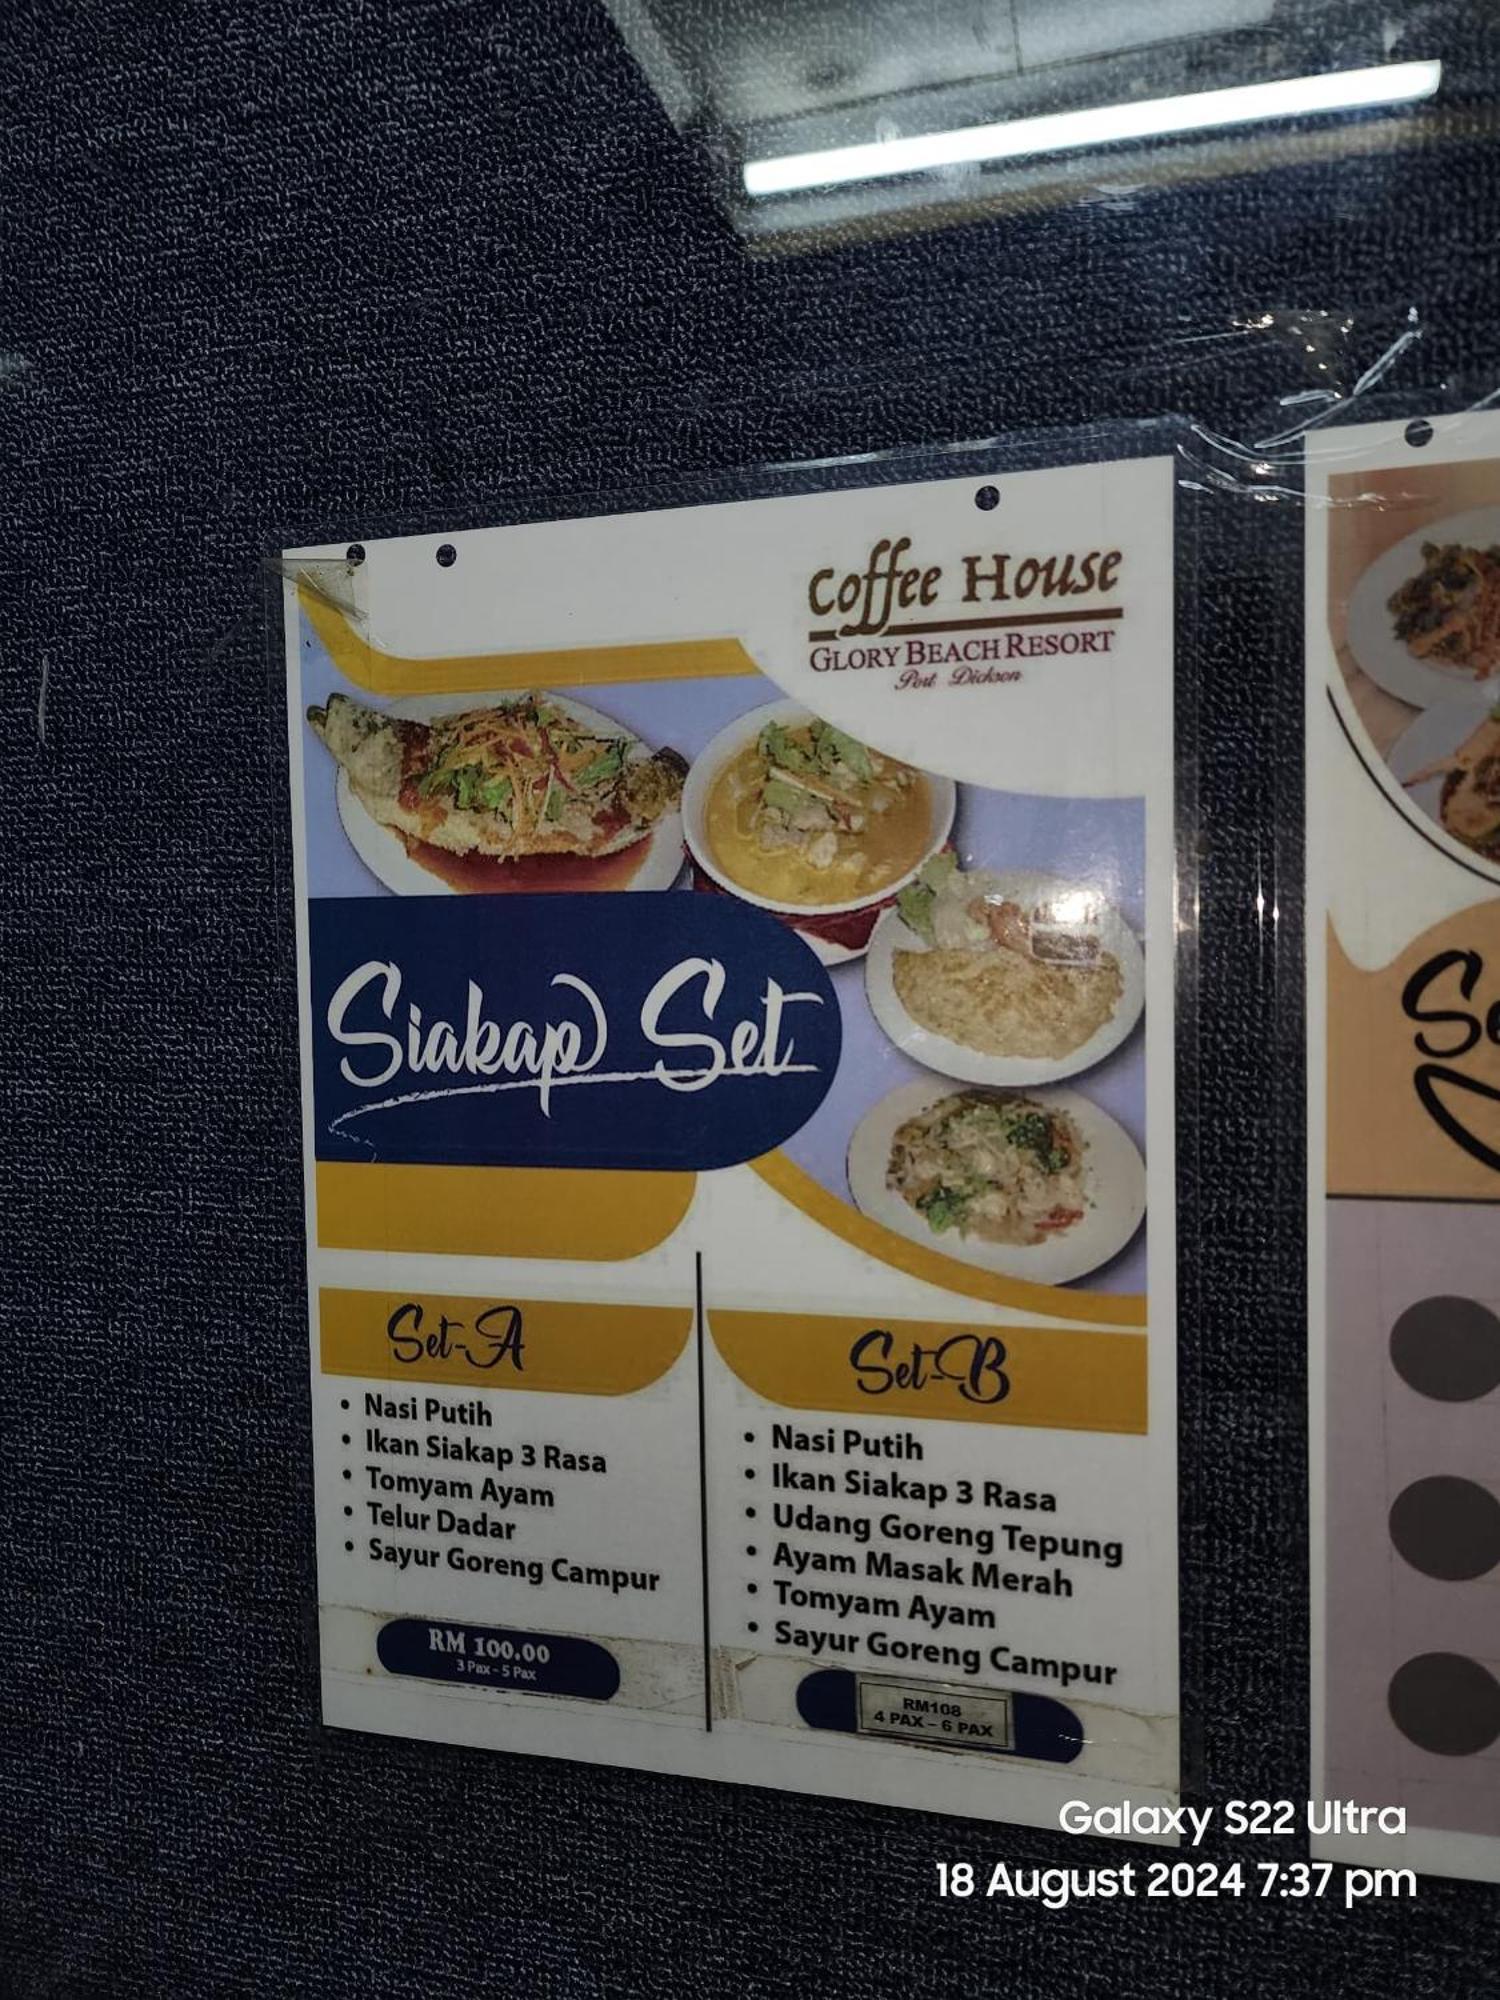 Coffee House
GLORY BEACH RESORT
Port Dickson
Siakap Set
Set-A
• Nasi Putih
• Ikan Siakap 3 Rasa
• Tomyam Ayam
• Telur Dadar
• Sayur Goreng Campur
RM 100.00
3 Pax - 5 Pax
Set-B
• Nasi Putih
• Ikan Siakap 3 Rasa
• Udang Goreng Tepung
• Ayam Masak Merah
• Tomyam Ayam
• Sayur Goreng Campur
RM108
4 PAX – 6 PAX
Galaxy S22 Ultra
18 August 2024 7:37 pm